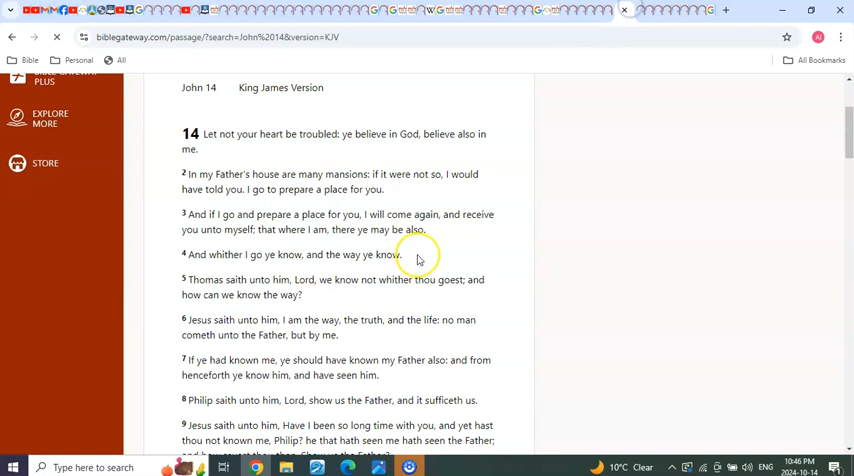 biblegateway.com/passage/?search=John%2014&version=KJV
Bible Personal All All Bookmarks
PLUS
EXPLORE
MORE
STORE
John 14 King James Version
14 Let not your heart be troubled: ye believe in God, believe also in
me.
2 In my Father's house are many mansions: if it were not so, I would
have told you. I go to prepare a place for you.
3 And if I go and prepare a place for you, I will come again, and receive
you unto myself; that where I am, there ye may be also.
4 And whither I go ye know, and the way ye know.
5 Thomas saith unto him, Lord, we know not whither thou goest; and
how can we know the way?
6 Jesus saith unto him, I am the way, the truth, and the life: no man
cometh unto the Father, but by me.
7 If ye had known me, ye should have known my Father also: and from
henceforth ye know him, and have seen him.
8 Philip saith unto him, Lord, show us the Father, and it sufficeth us.
9 Jesus saith unto him, Have I been so long time with you, and yet hast
thou not known me, Philip? he that hath seen me hath seen the Father;
Type here to search
10°C Clear
ENG
10:46 PM
2024-10-14